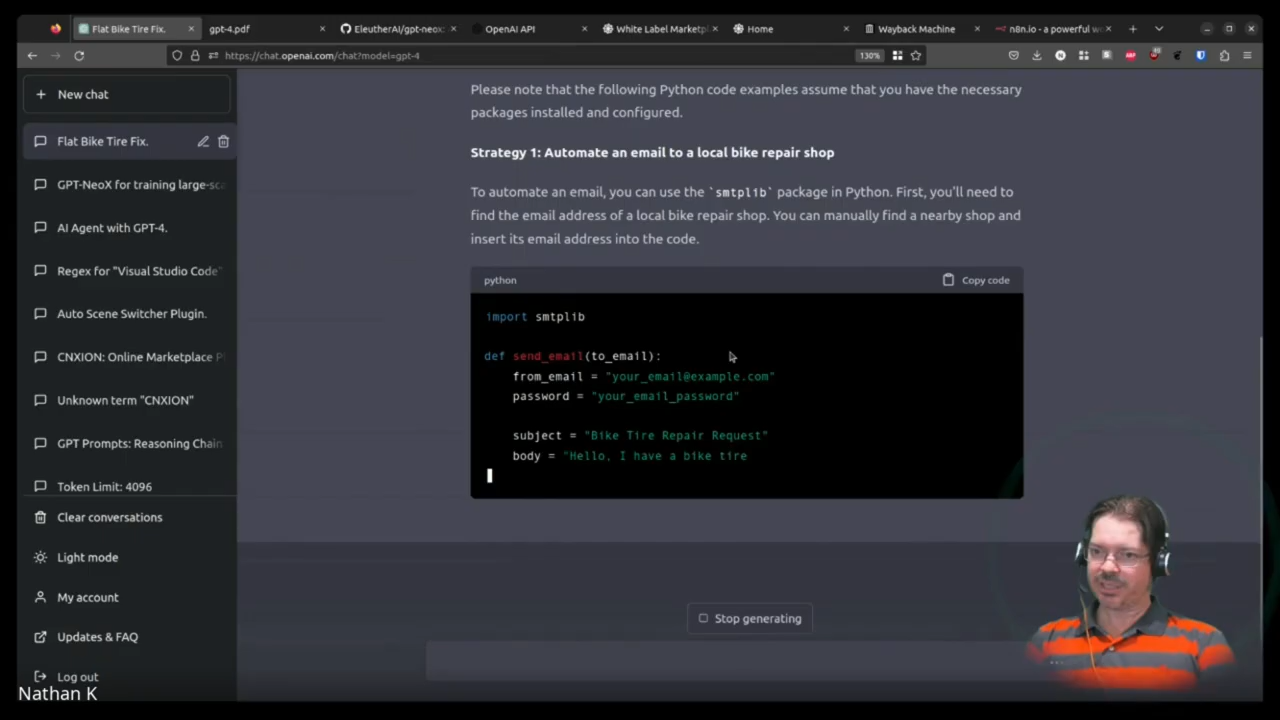 Flat Bike Tire Fix.
gpt-4.pdf
EleutherAI/gpt-neox:
OpenAI API
White Label Marketpl
Home
Wayback Machine
n8n.io - a powerful w
https://chat.openai.com/chat?model=gpt-4
130%
New chat
Flat Bike Tire Fix.
GPT-NeoX for training large-sca
AI Agent with GPT-4.
Regex for "Visual Studio Code"
Auto Scene Switcher Plugin.
CNXION: Online Marketplace P
Unknown term "CNXION"
GPT Prompts: Reasoning Chain
Token Limit: 4096
Clear conversations
Light mode
My account
Updates & FAQ
Log out
Please note that the following Python code examples assume that you have the necessary
packages installed and configured.
Strategy 1: Automate an email to a local bike repair shop
To automate an email, you can use the `smtplib` package in Python. First, you'll need to
find the email address of a local bike repair shop. You can manually find a nearby shop and
insert its email address into the code.
python
Copy code
import smtplib
def send_email(to_email):
from_email = "your_email@example.com"
password = "your_email_password"
subject = "Bike Tire Repair Request"
body = "Hello, I have a bike tire
Stop generating
Nathan K